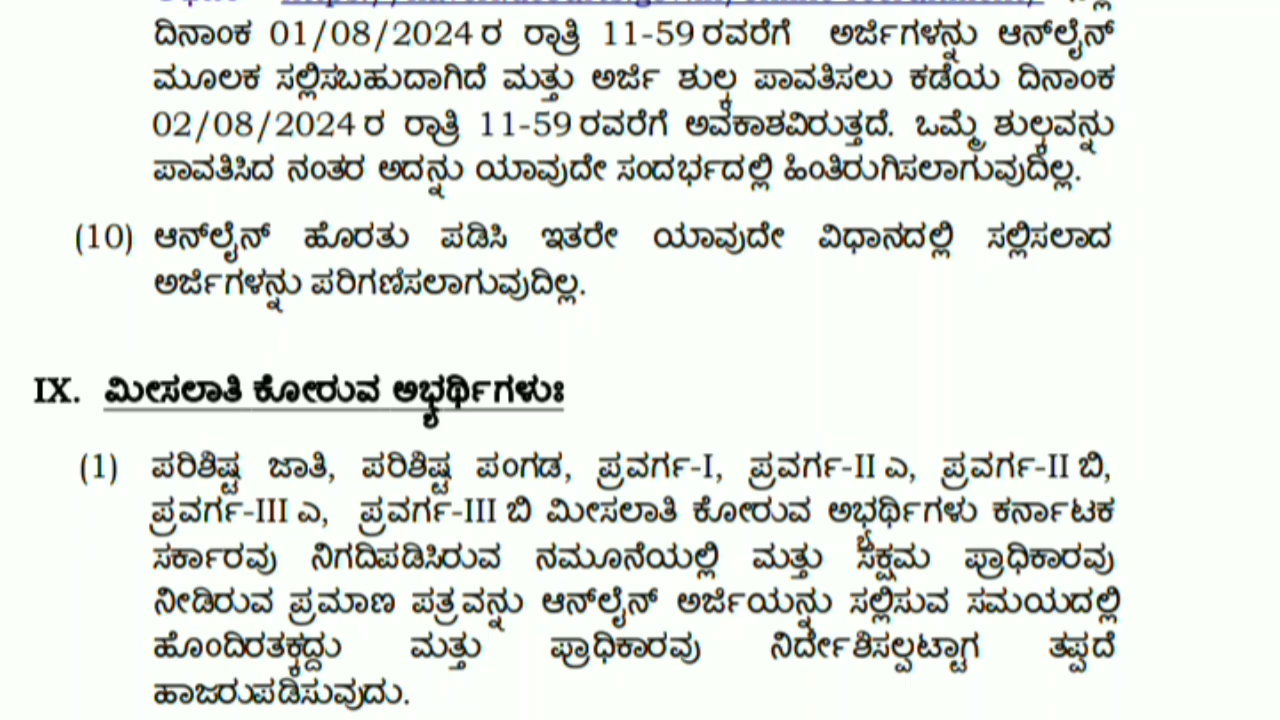 ದಿನಾಂಕ 01/08/2024 ರ ರಾತ್ರಿ 11-59 ರವರೆಗೆ ಅರ್ಜಿಗಳನ್ನು ಆನ್‌ಲೈನ್
ಮೂಲಕ ಸಲ್ಲಿಸಬಹುದಾಗಿದೆ ಮತ್ತು ಅರ್ಜಿ ಶುಲ್ಕ ಪಾವತಿಸಲು ಕಡೆಯ ದಿನಾಂಕ
02/08/2024 ರ ರಾತ್ರಿ 11-59 ರವರೆಗೆ ಅವಕಾಶವಿರುತ್ತದೆ. ಒಮ್ಮೆ ಶುಲ್ಕವನ್ನು
ಪಾವತಿಸಿದ ನಂತರ ಅದನ್ನು ಯಾವುದೇ ಸಂದರ್ಭದಲ್ಲಿ ಹಿಂತಿರುಗಿಸಲಾಗುವುದಿಲ್ಲ.
(10) ಆನ್‌ಲೈನ್ ಹೊರತು ಪಡಿಸಿ ಇತರೇ ಯಾವುದೇ ವಿಧಾನದಲ್ಲಿ ಸಲ್ಲಿಸಲಾದ
ಅರ್ಜಿಗಳನ್ನು ಪರಿಗಣಿಸಲಾಗುವುದಿಲ್ಲ.
IX. ಮೀಸಲಾತಿ ಕೋರುವ ಅಭ್ಯರ್ಥಿಗಳುಃ
(1) ಪರಿಶಿಷ್ಟ ಜಾತಿ, ಪರಿಶಿಷ್ಟ ಪಂಗಡ, ಪ್ರವರ್ಗ-I, ಪ್ರವರ್ಗ-II ಎ, ಪ್ರವರ್ಗ-II ಬಿ,
ಪ್ರವರ್ಗ-III ಎ, ಪ್ರವರ್ಗ-III ಬಿ ಮೀಸಲಾತಿ ಕೋರುವ ಅಭ್ಯರ್ಥಿಗಳು ಕರ್ನಾಟಕ
ಸರ್ಕಾರವು ನಿಗದಿಪಡಿಸಿರುವ ನಮೂನೆಯಲ್ಲಿ ಮತ್ತು ಸಕ್ಷಮ ಪ್ರಾಧಿಕಾರವು
ನೀಡಿರುವ ಪ್ರಮಾಣ ಪತ್ರವನ್ನು ಆನ್‌ಲೈನ್ ಅರ್ಜಿಯನ್ನು ಸಲ್ಲಿಸುವ ಸಮಯದಲ್ಲಿ
ಹೊಂದಿರತಕ್ಕದ್ದು ಮತ್ತು ಪ್ರಾಧಿಕಾರವು ನಿರ್ದೇಶಿಸಲ್ಪಟ್ಟಾಗ ತಪ್ಪದೆ
ಹಾಜರುಪಡಿಸುವುದು.